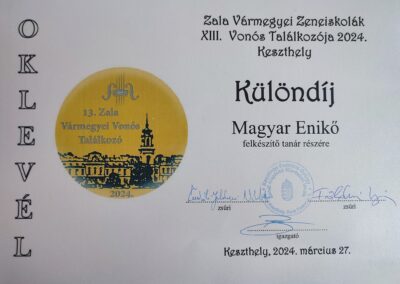 OKLEVÉL
Zala Vármegyei Zeneiskolák
XIII. Vonós Találkozója 2024.
Keszthely
13. Zala
Vármegyei Vonós
Találkozó
2024.
Különdíj
Magyar Enikő
felkészítő tanár részére
zsűri
zsűri
igazgató
Keszthely, 2024. március 27.